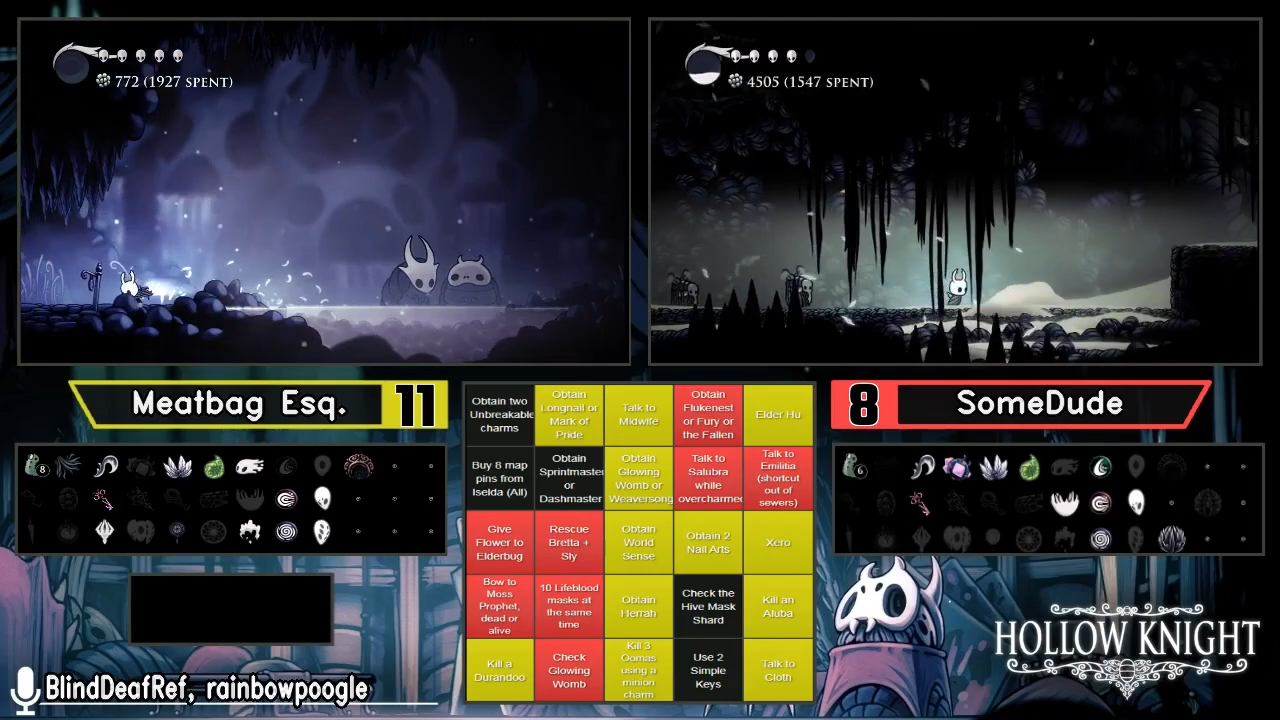 772 (1927 SPENT)
4505 (1547 SPENT)
Meatbag Esq.
11
8
SomeDude
Obtain two
Unbreakable
charms
Obtain
Longnail or
Mark of
Pride
Talk to
Midwife
Obtain
Flukenest
or Fury or
the Fallen
Elder Hu
Buy 8 map
pins from
Iselda (All)
Obtain
Sprintmaster
or
Dashmaster
Obtain
Glowing
Womb or
Weaversong
Talk to
Salubra
while
overcharmed
Talk to
Emilitia
(shortcut
out of
sewers)
Give
Flower to
Elderbug
Rescue
Bretta +
Sly
Obtain
World
Sense
Obtain 2
Nail Arts
Xero
Bow to
Moss
Prophet,
dead or
alive
10 Lifeblood
masks at
the same
time
Obtain
Herrah
Check the
Hive Mask
Shard
Kill an
Aluba
Kill a
Durandoo
Check
Glowing
Womb
Kill 3
Oomas
using a
minion
charm
Use 2
Simple
Keys
Talk to
Cloth
8
6
BlindDeafRef, rainbowpoogle
HOLLOW KNIGHT